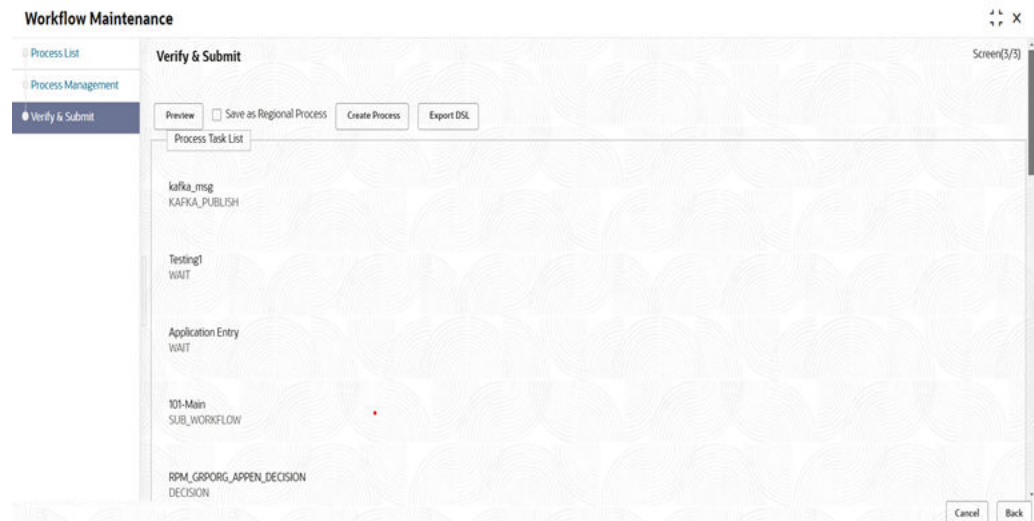 Workflow Maintenance
Process List
Process Management
Verify & Submit
Verify & Submit
Screen(3/3)
Preview
Save as Regional Process
Create Process
Export DSL
Process Task List
kafka_msg
KAFKA_PUBLISH
Testing1
WAIT
Application Entry
WAIT
101-Main
SUB_WORKFLOW
RPM_GRPORG_APPEN_DECISION
DECISION
Cancel
Back